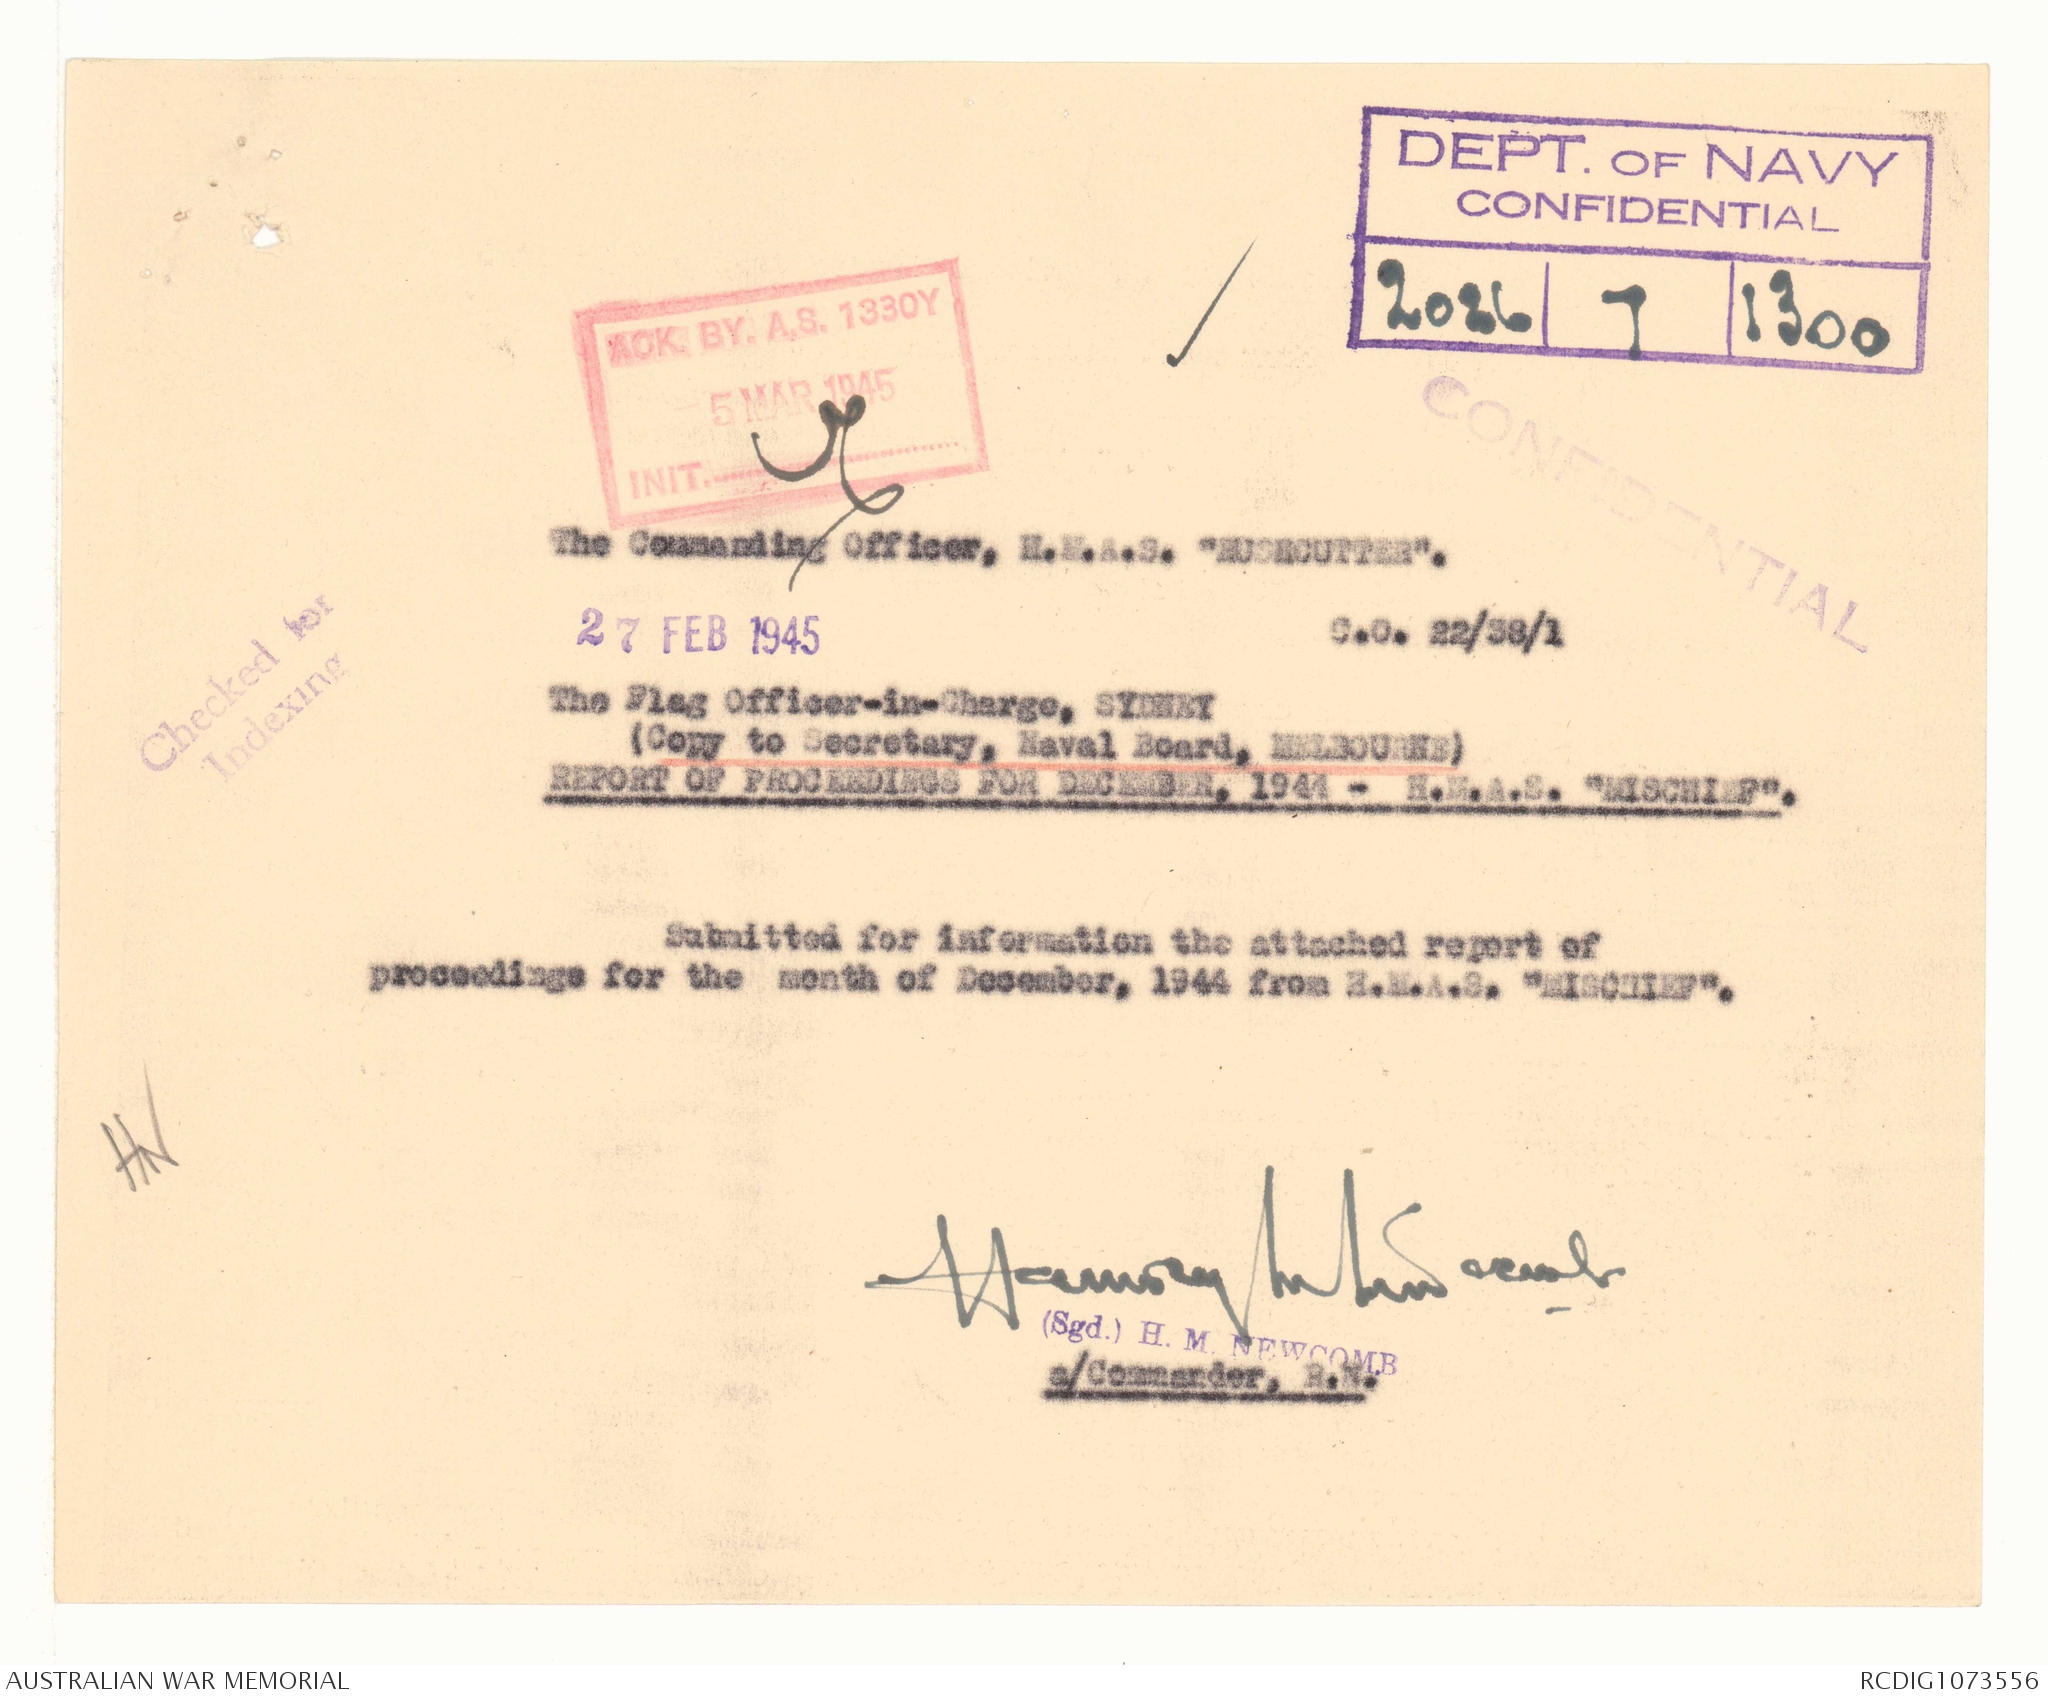 DEPT. OF NAVY
CONFIDENTIAL
2026 7 1300
ACK. BY. A.S. 1330Y
5 MAR 1945
INIT.
CONFIDENTIAL
The Commanding Officer, H.M.A.S. "RUSHCUTTER".
27 FEB 1945
C.O. 22/38/1
Checked for
Indexing
The Flag Officer-in-Charge, SYDNEY
(Copy to Secretary, Naval Board, MELBOURNE)
REPORT OF PROCEEDINGS FOR DECEMBER, 1944 - H.M.A.S. "MISCHIEF".
Submitted for information the attached report of
proceedings for the month of December, 1944 from H.M.A.S. "MISCHIEF".
HN
Harvey M Newcomb
(Sgd.) H. M. NEWCOMB
a/Commander, R.N.
AUSTRALIAN WAR MEMORIAL
RCDIG1073556